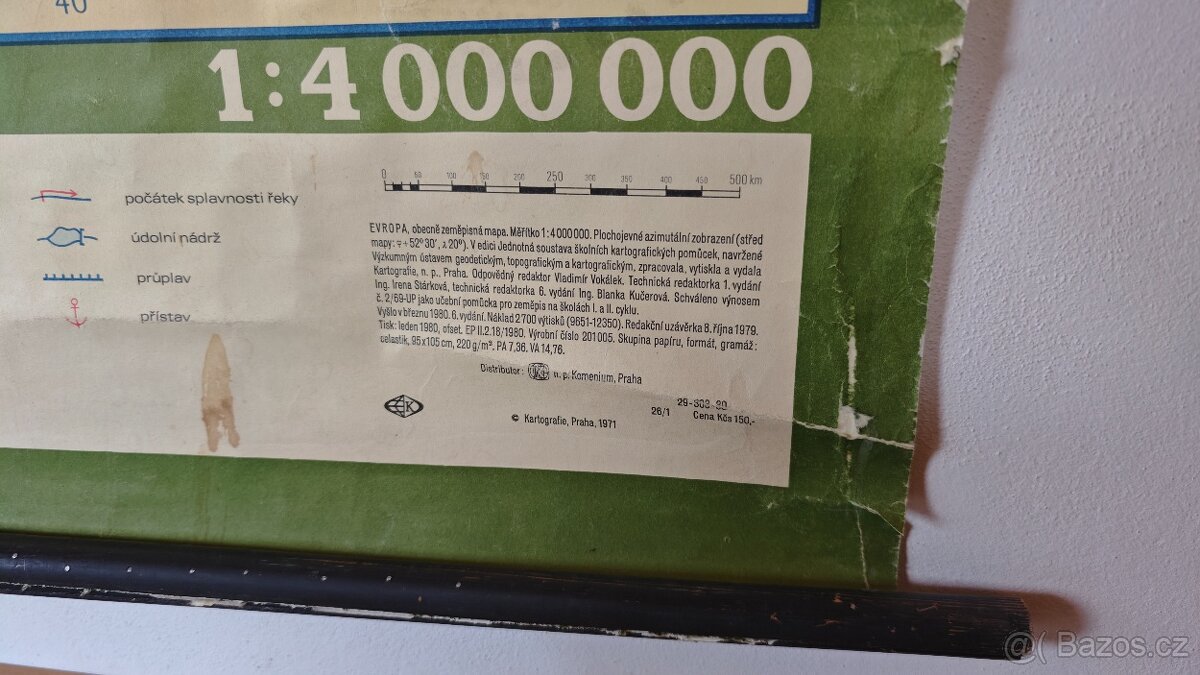 40
1:4 000 000
0 50 100 150 200 250 300 350 400 450 500 km
počátek splavnosti řeky
údolní nádrž
průplav
přístav
EVROPA, obecně zeměpisná mapa. Měřítko 1:4 000 000. Plochojevné azimutální zobrazení (střed
mapy: φ + 52° 30′, λ 20°). V edici Jednotná soustava školních kartografických pomůcek, navržené
Výzkumným ústavem geodetickým, topografickým a kartografickým, zpracovala, vytiskla a vydala
Kartografie, n. p., Praha. Odpovědný redaktor Vladimír Vokálek. Technická redaktorka 1. vydání
Ing. Irena Stárková, technická redaktorka 6. vydání Ing. Blanka Kučerová. Schváleno výnosem
č. 2/69-UP jako učební pomůcka pro zeměpis na školách I. a II. cyklu.
Vyšlo v březnu 1980. 6. vydání. Náklad 2 700 výtisků (9651-12350). Redakční uzávěrka 8. října 1979.
Tisk: leden 1980, ofset. EP II.2.18/1980. Výrobní číslo 201005. Skupina papíru, formát, gramáž:
celastik, 95x105 cm, 220 g/m². PA 7,36. VA 14,76.
Distributor: n. p. Komenium, Praha
K
29-303-80
26/1 Cena Kčs 150,-
© Kartografie, Praha, 1971
@( Bazos.cz